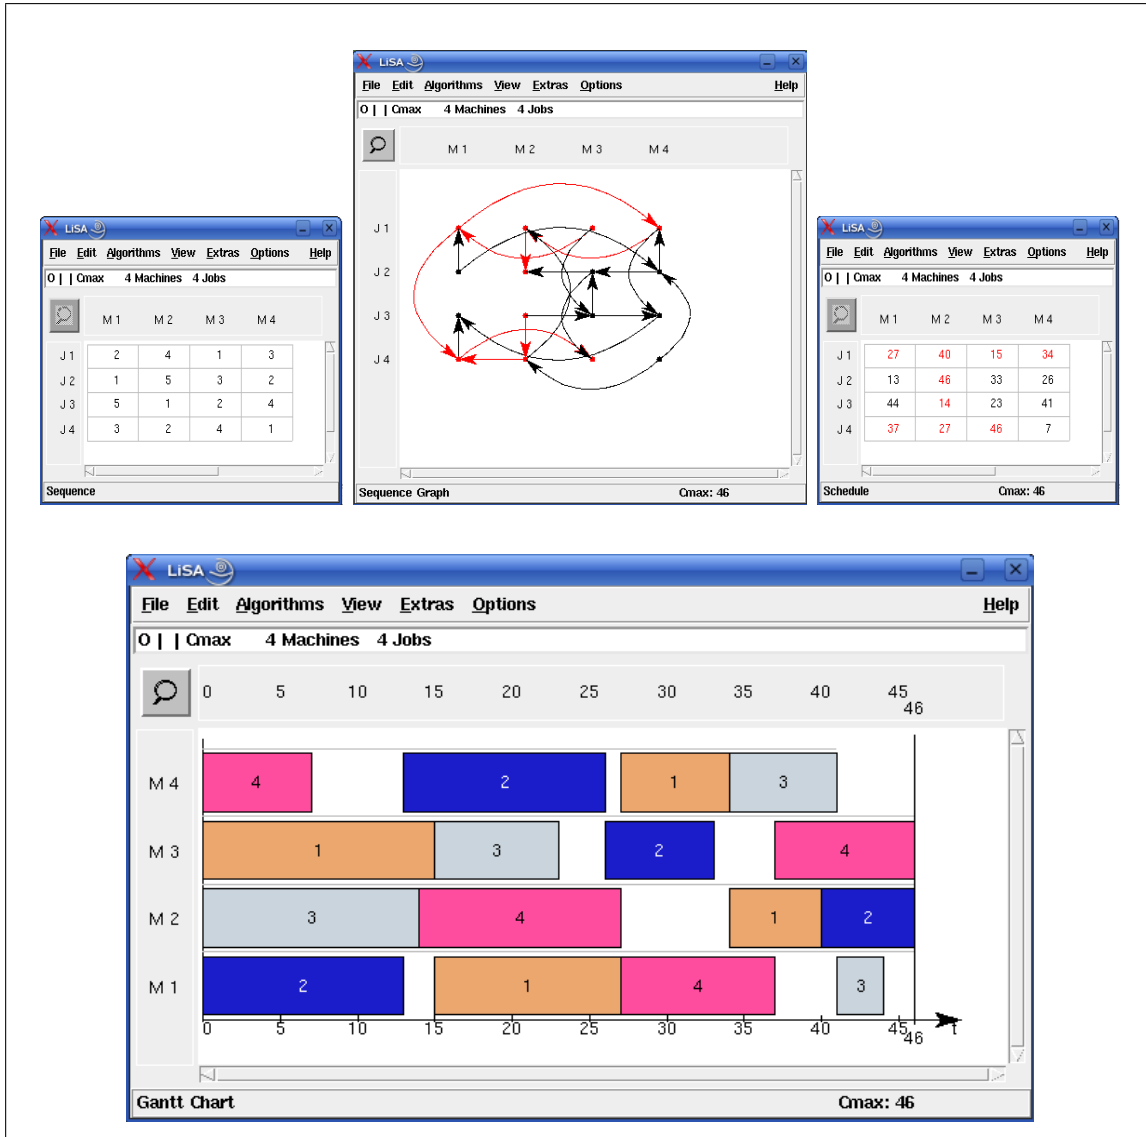 LiSA
File Edit Algorithms View Extras Options Help
O | | Cmax 4 Machines 4 Jobs
M 1 M 2 M 3 M 4
J 1
J 2
J 3
J 4
Sequence Graph Cmax: 46
LiSA
File Edit Algorithms View Extras Options Help
O | | Cmax 4 Machines 4 Jobs
M 1 M 2 M 3 M 4
J 1 2 4 1 3
J 2 1 5 3 2
J 3 5 1 2 4
J 4 3 2 4 1
Sequence
LiSA
File Edit Algorithms View Extras Options Help
O | | Cmax 4 Machines 4 Jobs
M 1 M 2 M 3 M 4
J 1 27 40 15 34
J 2 13 46 33 26
J 3 44 14 23 41
J 4 37 27 46 7
Schedule Cmax: 46
LiSA
File Edit Algorithms View Extras Options Help
O | | Cmax 4 Machines 4 Jobs
0 5 10 15 20 25 30 35 40 45
46
M 4 4 2 1 3
M 3 1 3 2 4
M 2 3 4 1 2
M 1 2 1 4 3
0 5 10 15 20 25 30 35 40 45 t
46
Gantt Chart Cmax: 46